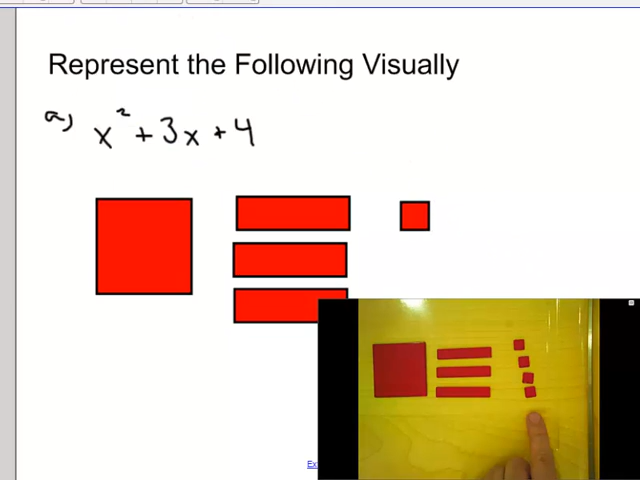 Represent the Following Visually
a) x² + 3x + 4